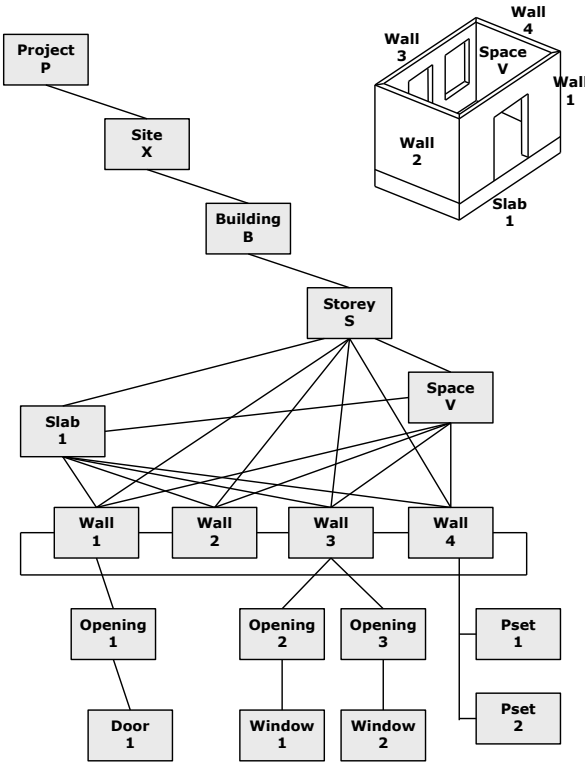 Project
P
Site
X
Building
B
Storey
S
Slab
1
Space
V
Wall
1
Wall
2
Wall
3
Wall
4
Opening
1
Opening
2
Opening
3
Pset
1
Door
1
Window
1
Window
2
Pset
2
Wall
4
Wall
3
Space
V
Wall
1
Wall
2
Slab
1